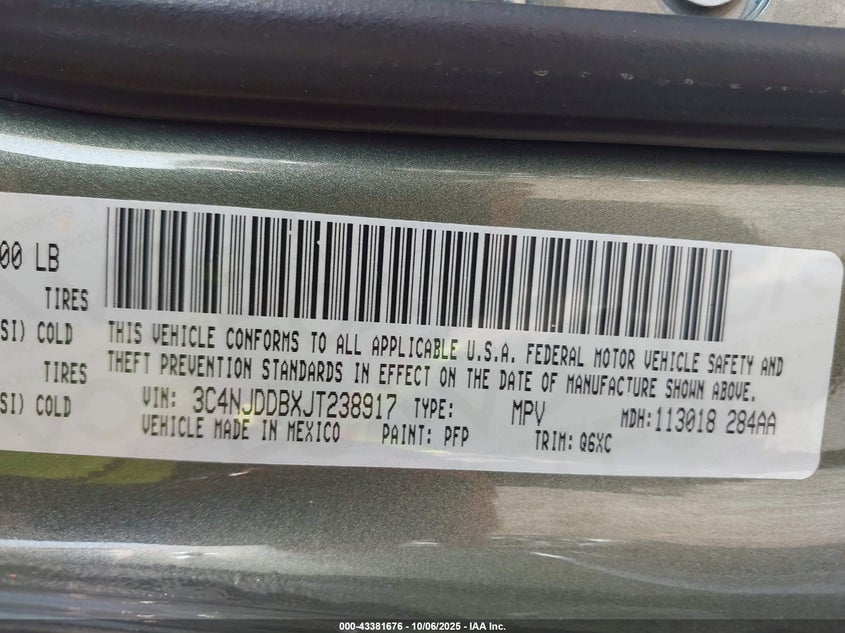 00 LB
TIRES
SI) COLD
TIRES
SI) COLD
THIS VEHICLE CONFORMS TO ALL APPLICABLE U.S.A. FEDERAL MOTOR VEHICLE SAFETY AND
THEFT PREVENTION STANDARDS IN EFFECT ON THE DATE OF MANUFACTURE SHOWN ABOVE.
VIN: 3C4NJDDBXJT238917 TYPE: MPV MDH:113018 284AA
VEHICLE MADE IN MEXICO PAINT: PFP TRIM: Q6XC
000-43381676 - 10/06/2025 - IAA Inc.